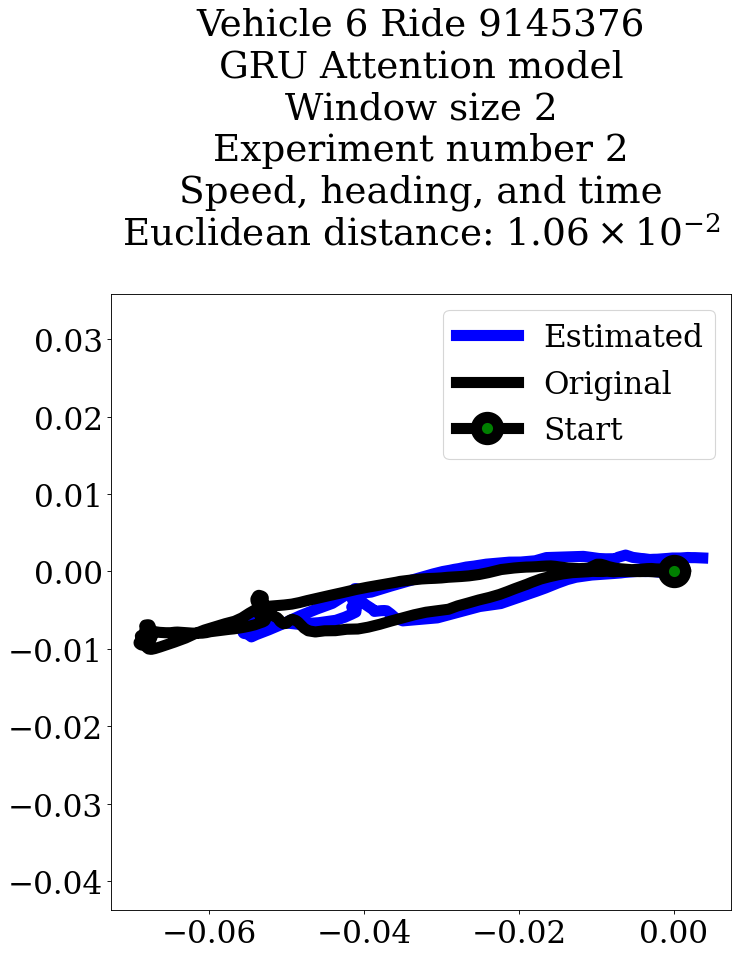 Vehicle 6 Ride 9145376
GRU Attention model
Window size 2
Experiment number 2
Speed, heading, and time
Euclidean distance: 1.06 × 10⁻²
Estimated
Original
Start
0.03
0.02
0.01
0.00
−0.01
−0.02
−0.03
−0.04
−0.06
−0.04
−0.02
0.00